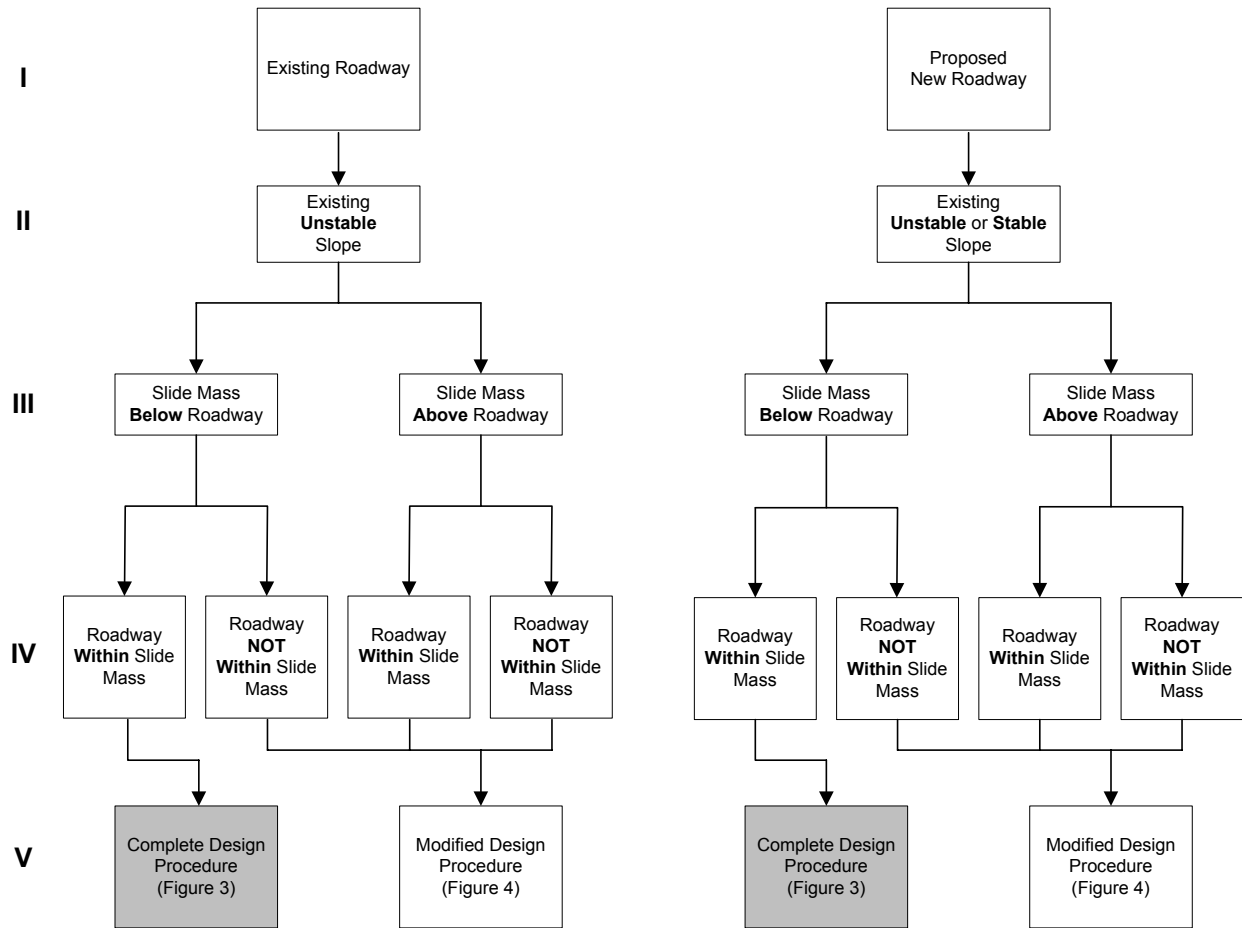 I
Existing Roadway
Proposed
New Roadway
II
Existing
Unstable
Slope
Existing
Unstable or Stable
Slope
III
Slide Mass
Below Roadway
Slide Mass
Above Roadway
Slide Mass
Below Roadway
Slide Mass
Above Roadway
IV
Roadway
Within Slide
Mass
Roadway
NOT
Within Slide
Mass
Roadway
Within Slide
Mass
Roadway
NOT
Within Slide
Mass
Roadway
Within Slide
Mass
Roadway
NOT
Within Slide
Mass
Roadway
Within Slide
Mass
Roadway
NOT
Within Slide
Mass
V
Complete Design
Procedure
(Figure 3)
Modified Design
Procedure
(Figure 4)
Complete Design
Procedure
(Figure 3)
Modified Design
Procedure
(Figure 4)